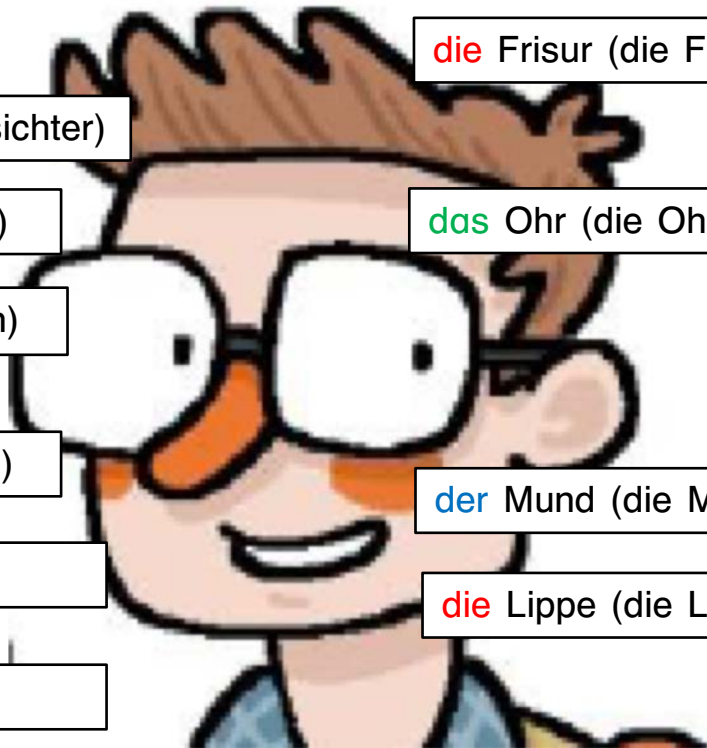 die Frisur (die F
sichter)
)
das Ohr (die Oh
n)
)
der Mund (die M
die Lippe (die L